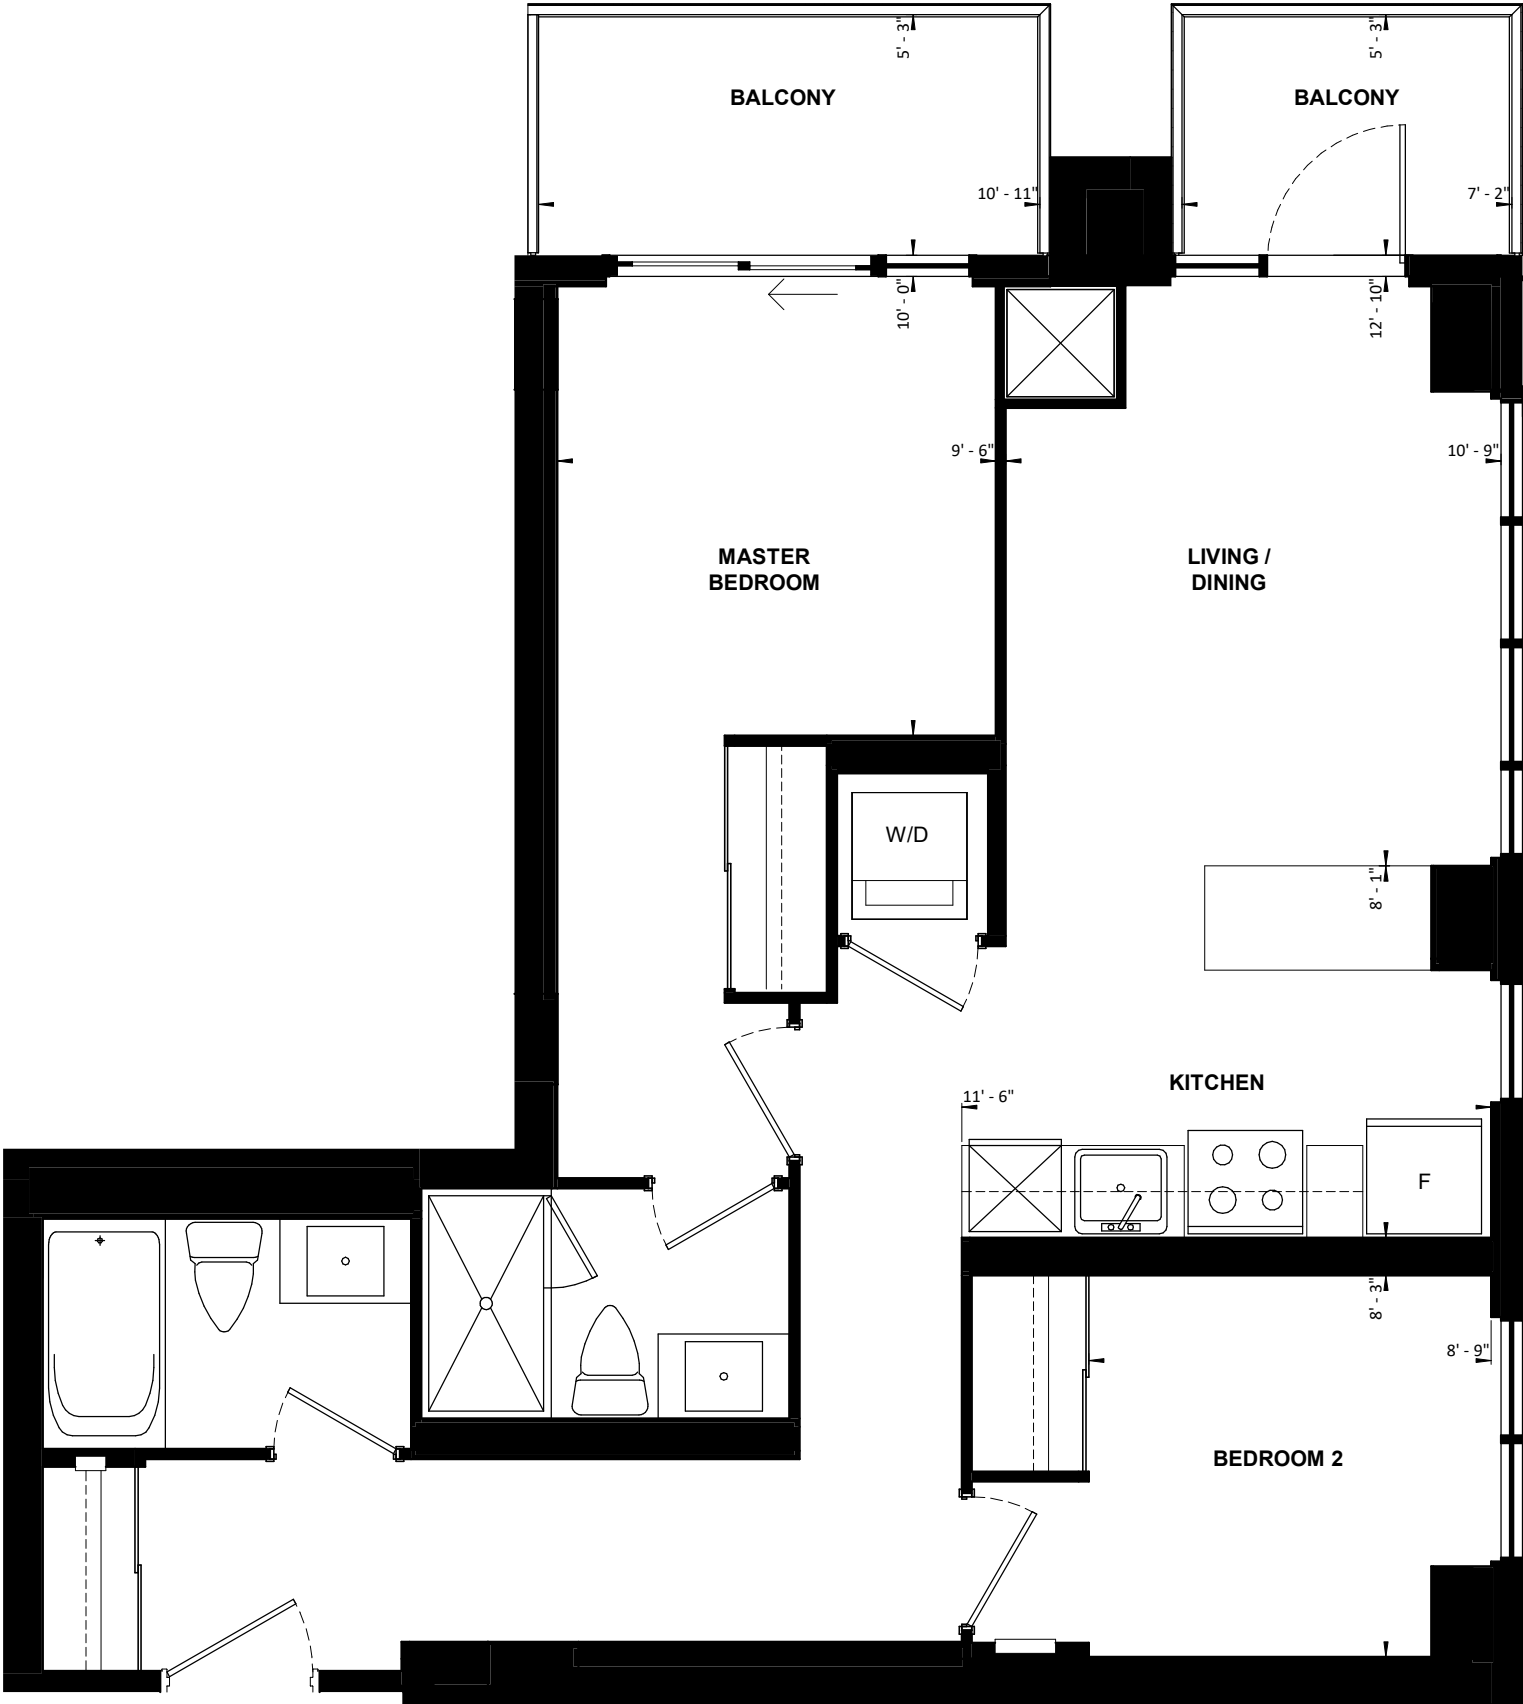 5' - 3"
5' - 3"
BALCONY
BALCONY
10' - 11"
7' - 2"
10' - 0"
12' - 10"
9' - 6"
10' - 9"
MASTER
BEDROOM
LIVING /
DINING
W/D
8' - 1"
KITCHEN
11' - 6"
F
8' - 3"
8' - 9"
BEDROOM 2